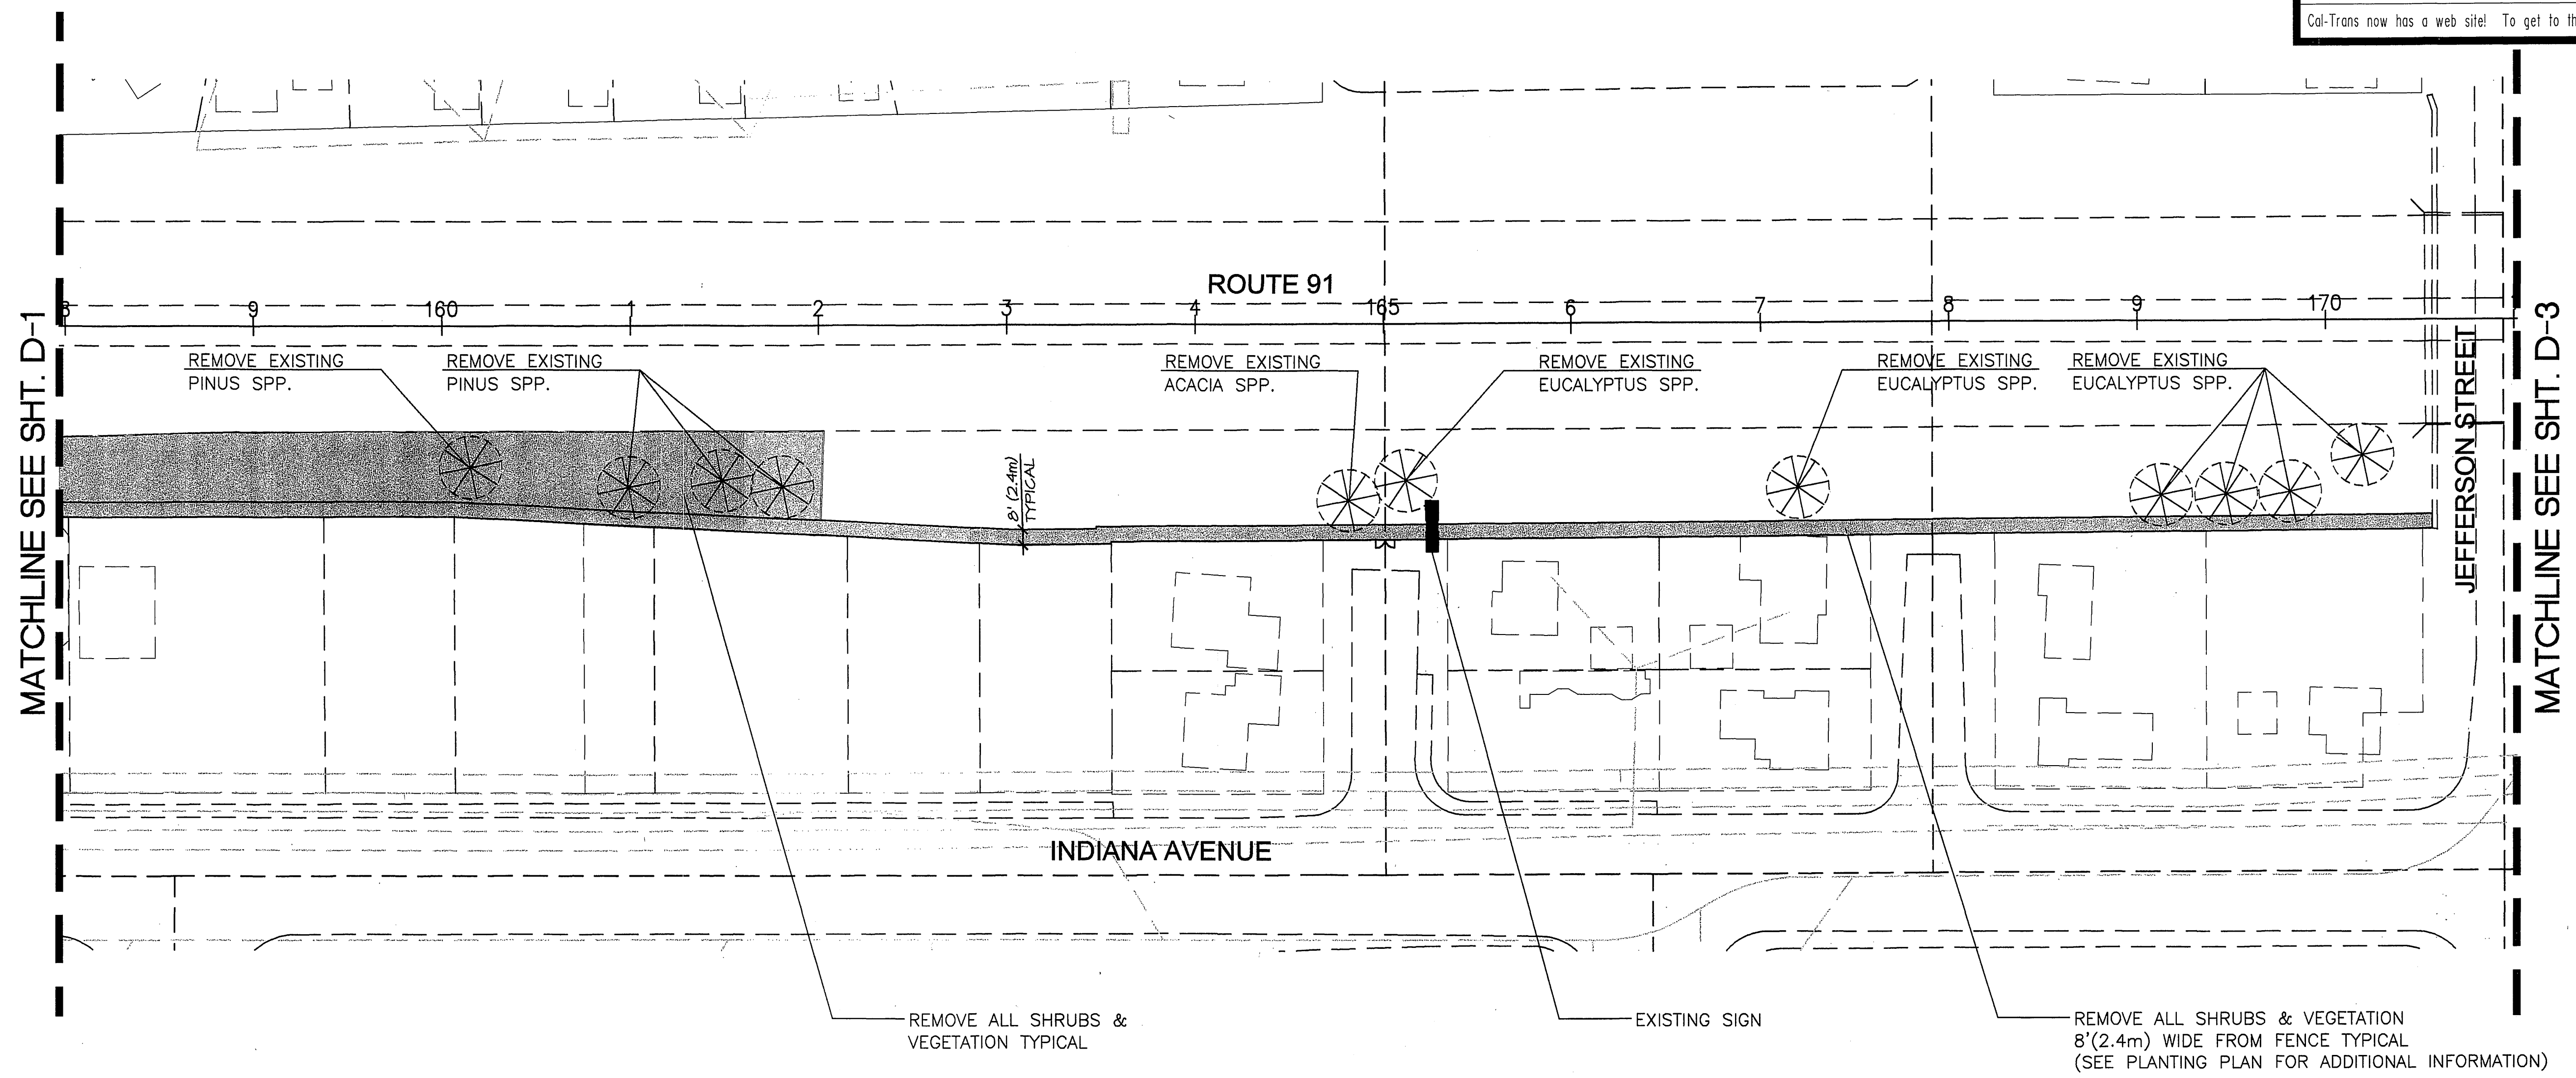 Cal-Trans now has a web site! To get to th
ROUTE 91
8 9 160 1 2 3 4 165 6 7 8 9 170
REMOVE EXISTING
PINUS SPP.
REMOVE EXISTING
PINUS SPP.
REMOVE EXISTING
ACACIA SPP.
REMOVE EXISTING
EUCALYPTUS SPP.
REMOVE EXISTING
EUCALYPTUS SPP.
REMOVE EXISTING
EUCALYPTUS SPP.
MATCHLINE SEE SHT. D-1
8' (2.4m)
TYPICAL
JEFFERSON STREET
MATCHLINE SEE SHT. D-3
INDIANA AVENUE
REMOVE ALL SHRUBS &
VEGETATION TYPICAL
EXISTING SIGN
REMOVE ALL SHRUBS & VEGETATION
8'(2.4m) WIDE FROM FENCE TYPICAL
(SEE PLANTING PLAN FOR ADDITIONAL INFORMATION)